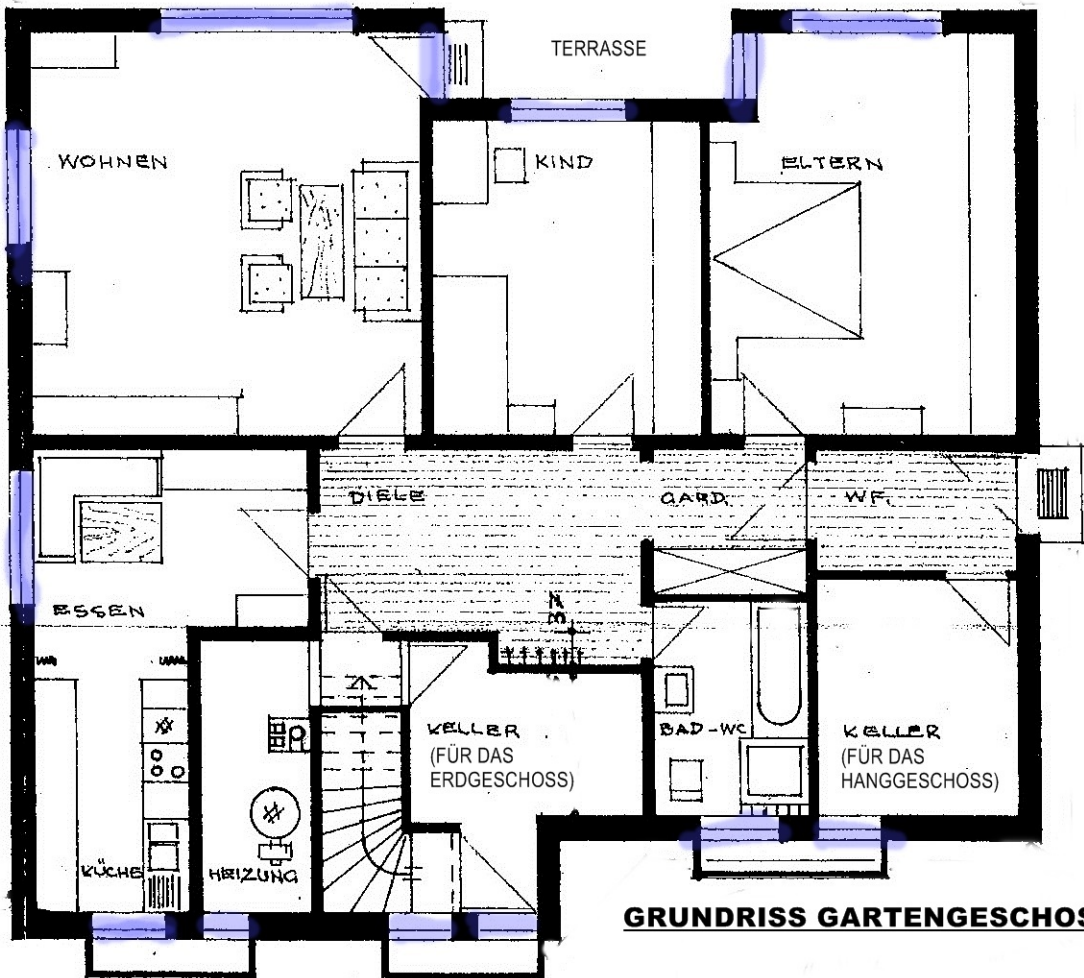 TERRASSE
WOHNEN
KIND
ELTERN
DIELE
GARD.
WF.
ESSEN
KELLER
(FÜR DAS
ERDGESCHOSS)
BAD-WC
KELLER
(FÜR DAS
HANGGESCHOSS)
KÜCHE
HEIZUNG
GRUNDRISS GARTENGESCHOS